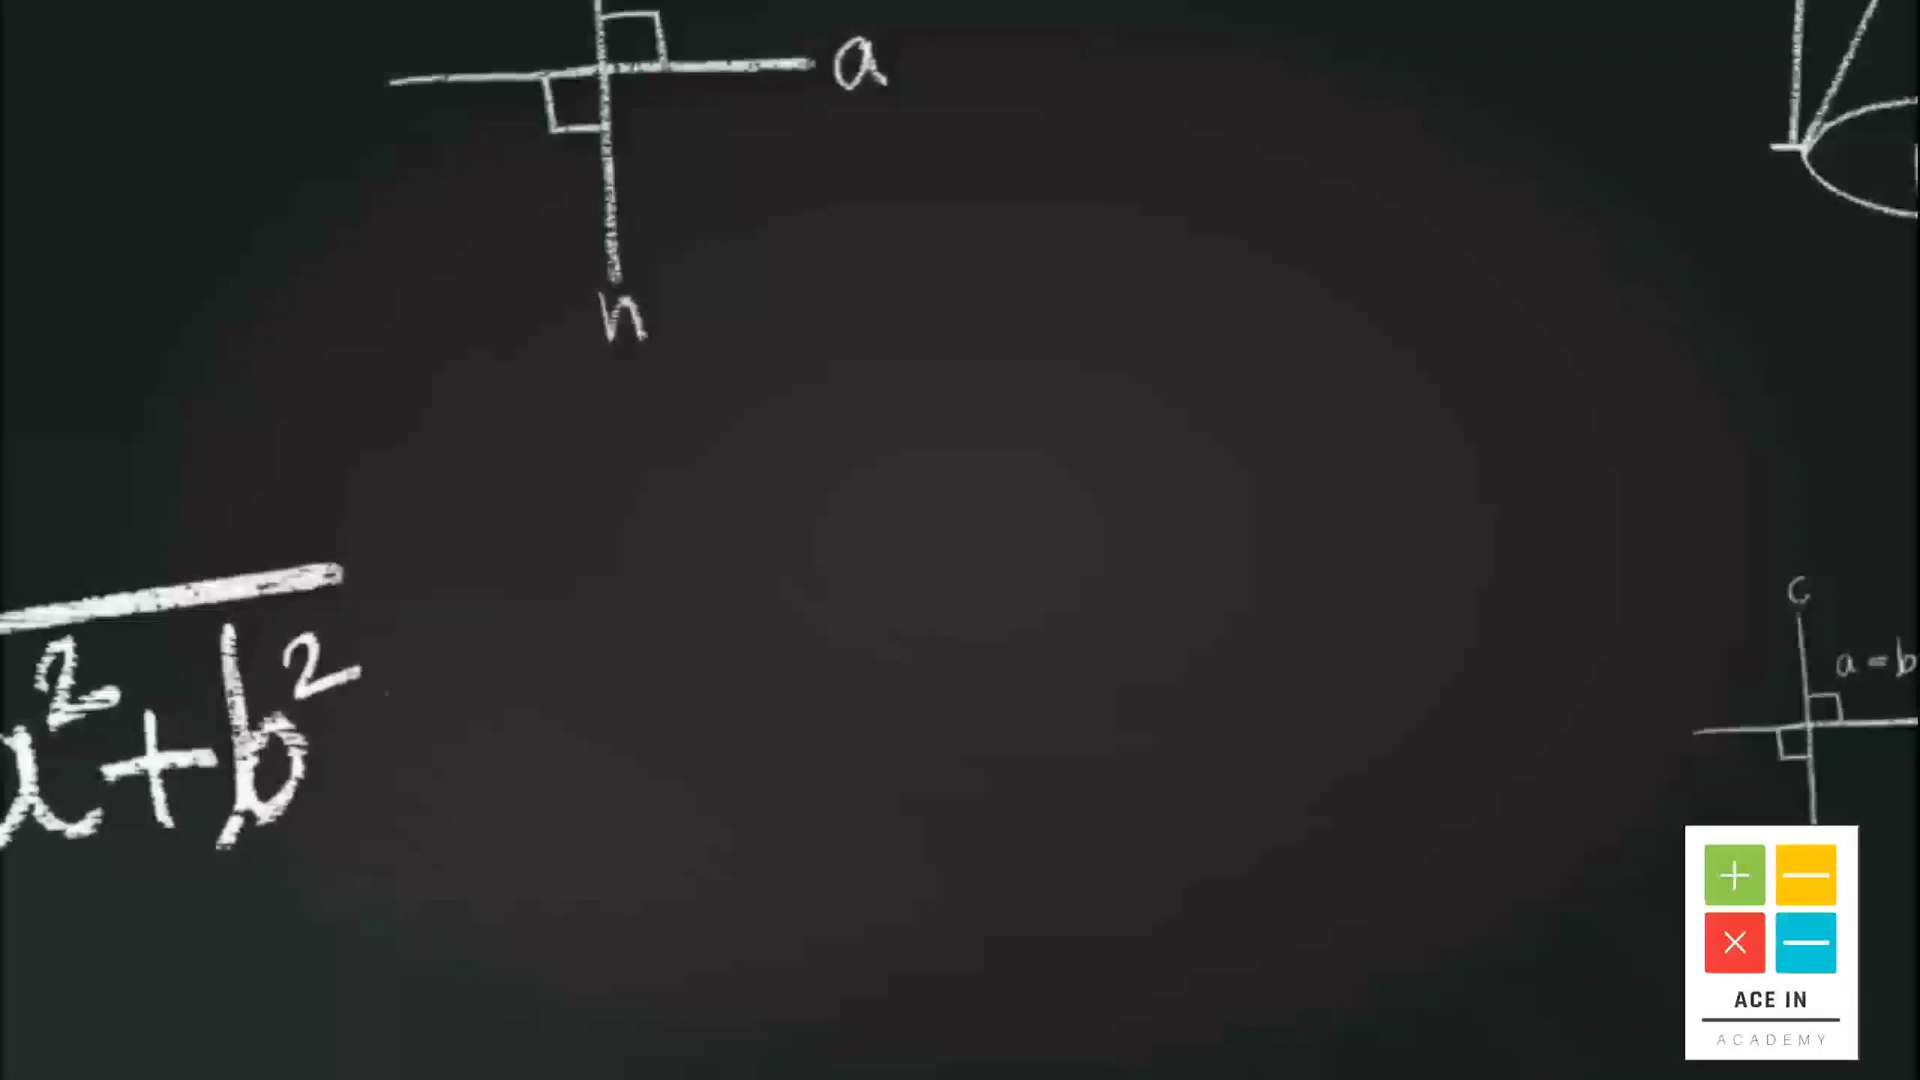 a
n
a²+b²
c
a = b
ACE IN
ACADEMY